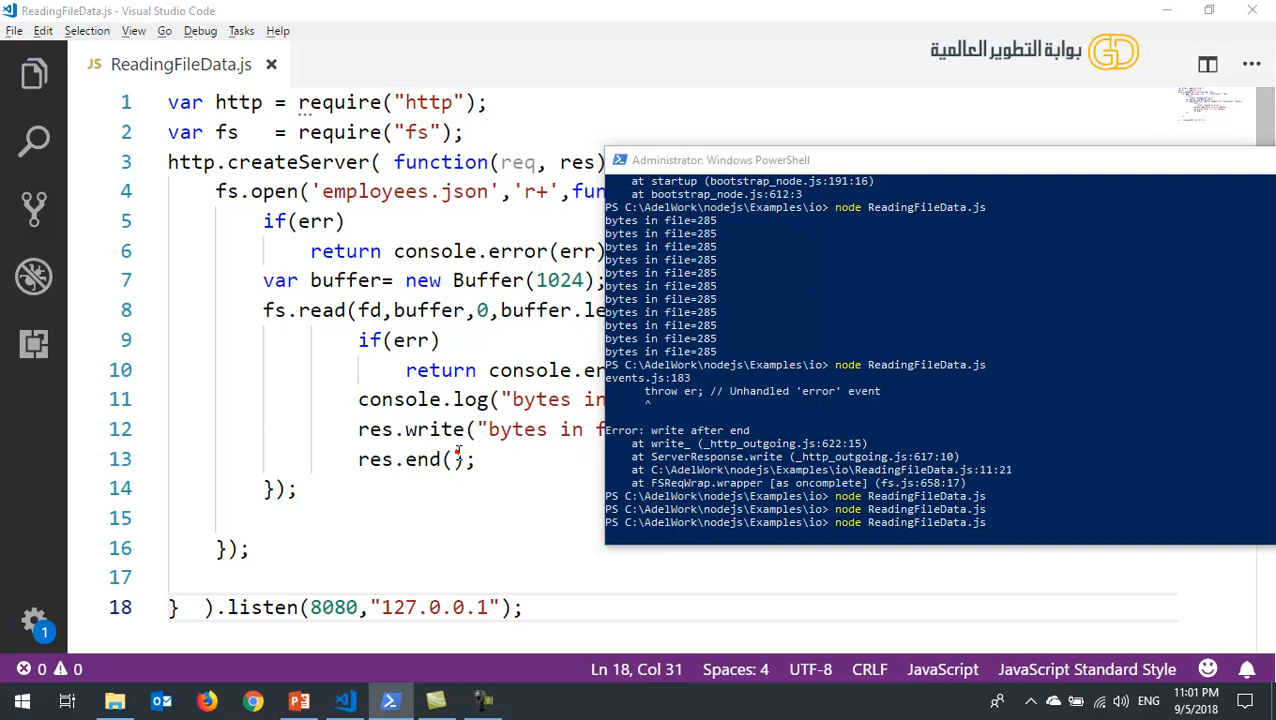 ReadingFileData.js - Visual Studio Code
File Edit Selection View Go Debug Tasks Help
بوابة التطوير العالمية
GD
JS ReadingFileData.js
1 var http = require("http");
2 var fs = require("fs");
3 http.createServer( function(req, res)
4 fs.open('employees.json','r+',fun
5 if(err)
6 return console.error(err)
7 var buffer= new Buffer(1024);
8 fs.read(fd,buffer,0,buffer.le
9 if(err)
10 return console.er
11 console.log("bytes in
12 res.write("bytes in f
13 res.end();
14 });
15
16 });
17
18 } ).listen(8080,"127.0.0.1");
Administrator: Windows PowerShell
at startup (bootstrap_node.js:191:16)
at bootstrap_node.js:612:3
PS C:\AdelWork\nodejs\Examples\io> node ReadingFileData.js
bytes in file=285
bytes in file=285
bytes in file=285
bytes in file=285
bytes in file=285
bytes in file=285
bytes in file=285
bytes in file=285
bytes in file=285
bytes in file=285
bytes in file=285
PS C:\AdelWork\nodejs\Examples\io> node ReadingFileData.js
events.js:183
throw er; // Unhandled 'error' event
^
Error: write after end
at write_ (_http_outgoing.js:622:15)
at ServerResponse.write (_http_outgoing.js:617:10)
at C:\AdelWork\nodejs\Examples\io\ReadingFileData.js:11:21
at FSReqWrap.wrapper [as oncomplete] (fs.js:658:17)
PS C:\AdelWork\nodejs\Examples\io> node ReadingFileData.js
PS C:\AdelWork\nodejs\Examples\io> node ReadingFileData.js
PS C:\AdelWork\nodejs\Examples\io> node ReadingFileData.js
1
0 0 Ln 18, Col 31 Spaces: 4 UTF-8 CRLF JavaScript JavaScript Standard Style
ENG
11:01 PM
9/5/2018